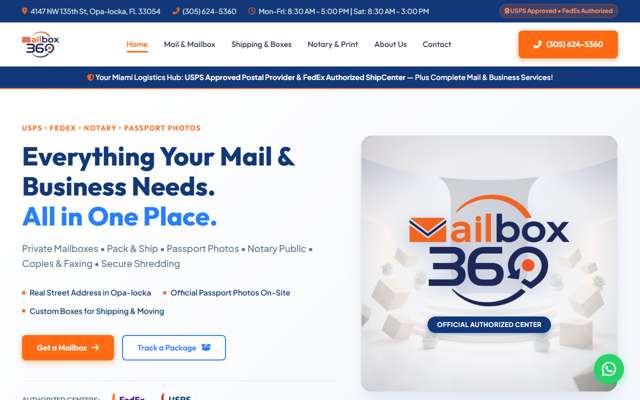 4147 NW 135th St, Opa-locka, FL 33054
(305) 624-5360
Mon-Fri: 8:30 AM - 5:00 PM | Sat: 8:30 AM - 3:00 PM
USPS Approved • FedEx Authorized
ailbox
360
Home
Mail & Mailbox
Shipping & Boxes
Notary & Print
About Us
Contact
(305) 624-5360
Your Miami Logistics Hub: USPS Approved Postal Provider & FedEx Authorized ShipCenter — Plus Complete Mail & Business Services!
USPS • FEDEX • NOTARY • PASSPORT PHOTOS
Everything Your Mail &
Business Needs.
All in One Place.
Private Mailboxes • Pack & Ship • Passport Photos • Notary Public •
Copies & Faxing • Secure Shredding
Real Street Address in Opa-locka
Official Passport Photos On-Site
Custom Boxes for Shipping & Moving
Get a Mailbox
Track a Package
ailbox
360
OFFICIAL AUTHORIZED CENTER
AUTHORIZED CENTERS:
FedEx
USPS